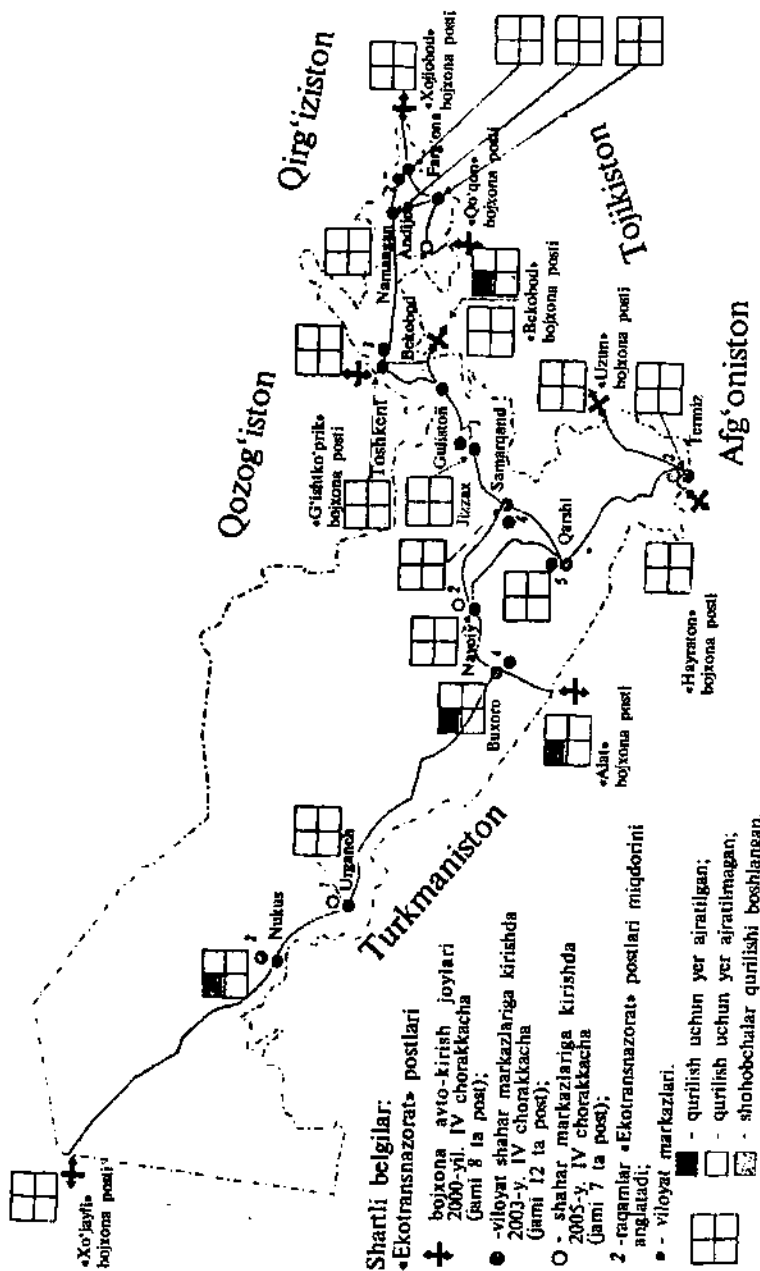 Qozog‘iston
Qirg‘iziston
Tojikiston
Afg‘oniston
Turkmaniston
«Xo‘jayli»
bojxona posti
Nukus
2
Urganch
Buxoro
4
«Alat»
bojxona posti
Navoiy
2
Qarshi
5
Samarqand
Jizzax
Guliston
Toshkent
«G‘ishtko‘prik»
bojxona posti
Bekobod
«Bekobod»
bojxona posti
Namangan
Andijon
Farg‘ona
«Xojiobod»
bojxona posti
«Qo‘qon»
bojxona posti
«Uzun»
bojxona posti
Termiz
«Hayraton»
bojxona posti
Shartli belgilar:
«Ekotransnazorat» postlari
bojxona avto-kirish joylari
2000-yil. IV chorakkacha
(jami 8 ta post);
-viloyat shahar markazlariga kirishda
2003-y. IV chorakkacha
(jami 12 ta post);
- shahar markazlariga kirishda
2005-y. IV chorakkacha
(jami 7 ta post);
2 -raqamlar «Ekotransnazorat» postlari miqdorini
anglatadi;
- viloyat markazlari.
- qurilish uchun yer ajratilgan;
- qurilish uchun yer ajratilmagan;
- shohobchalar qurilishi boshlangan.